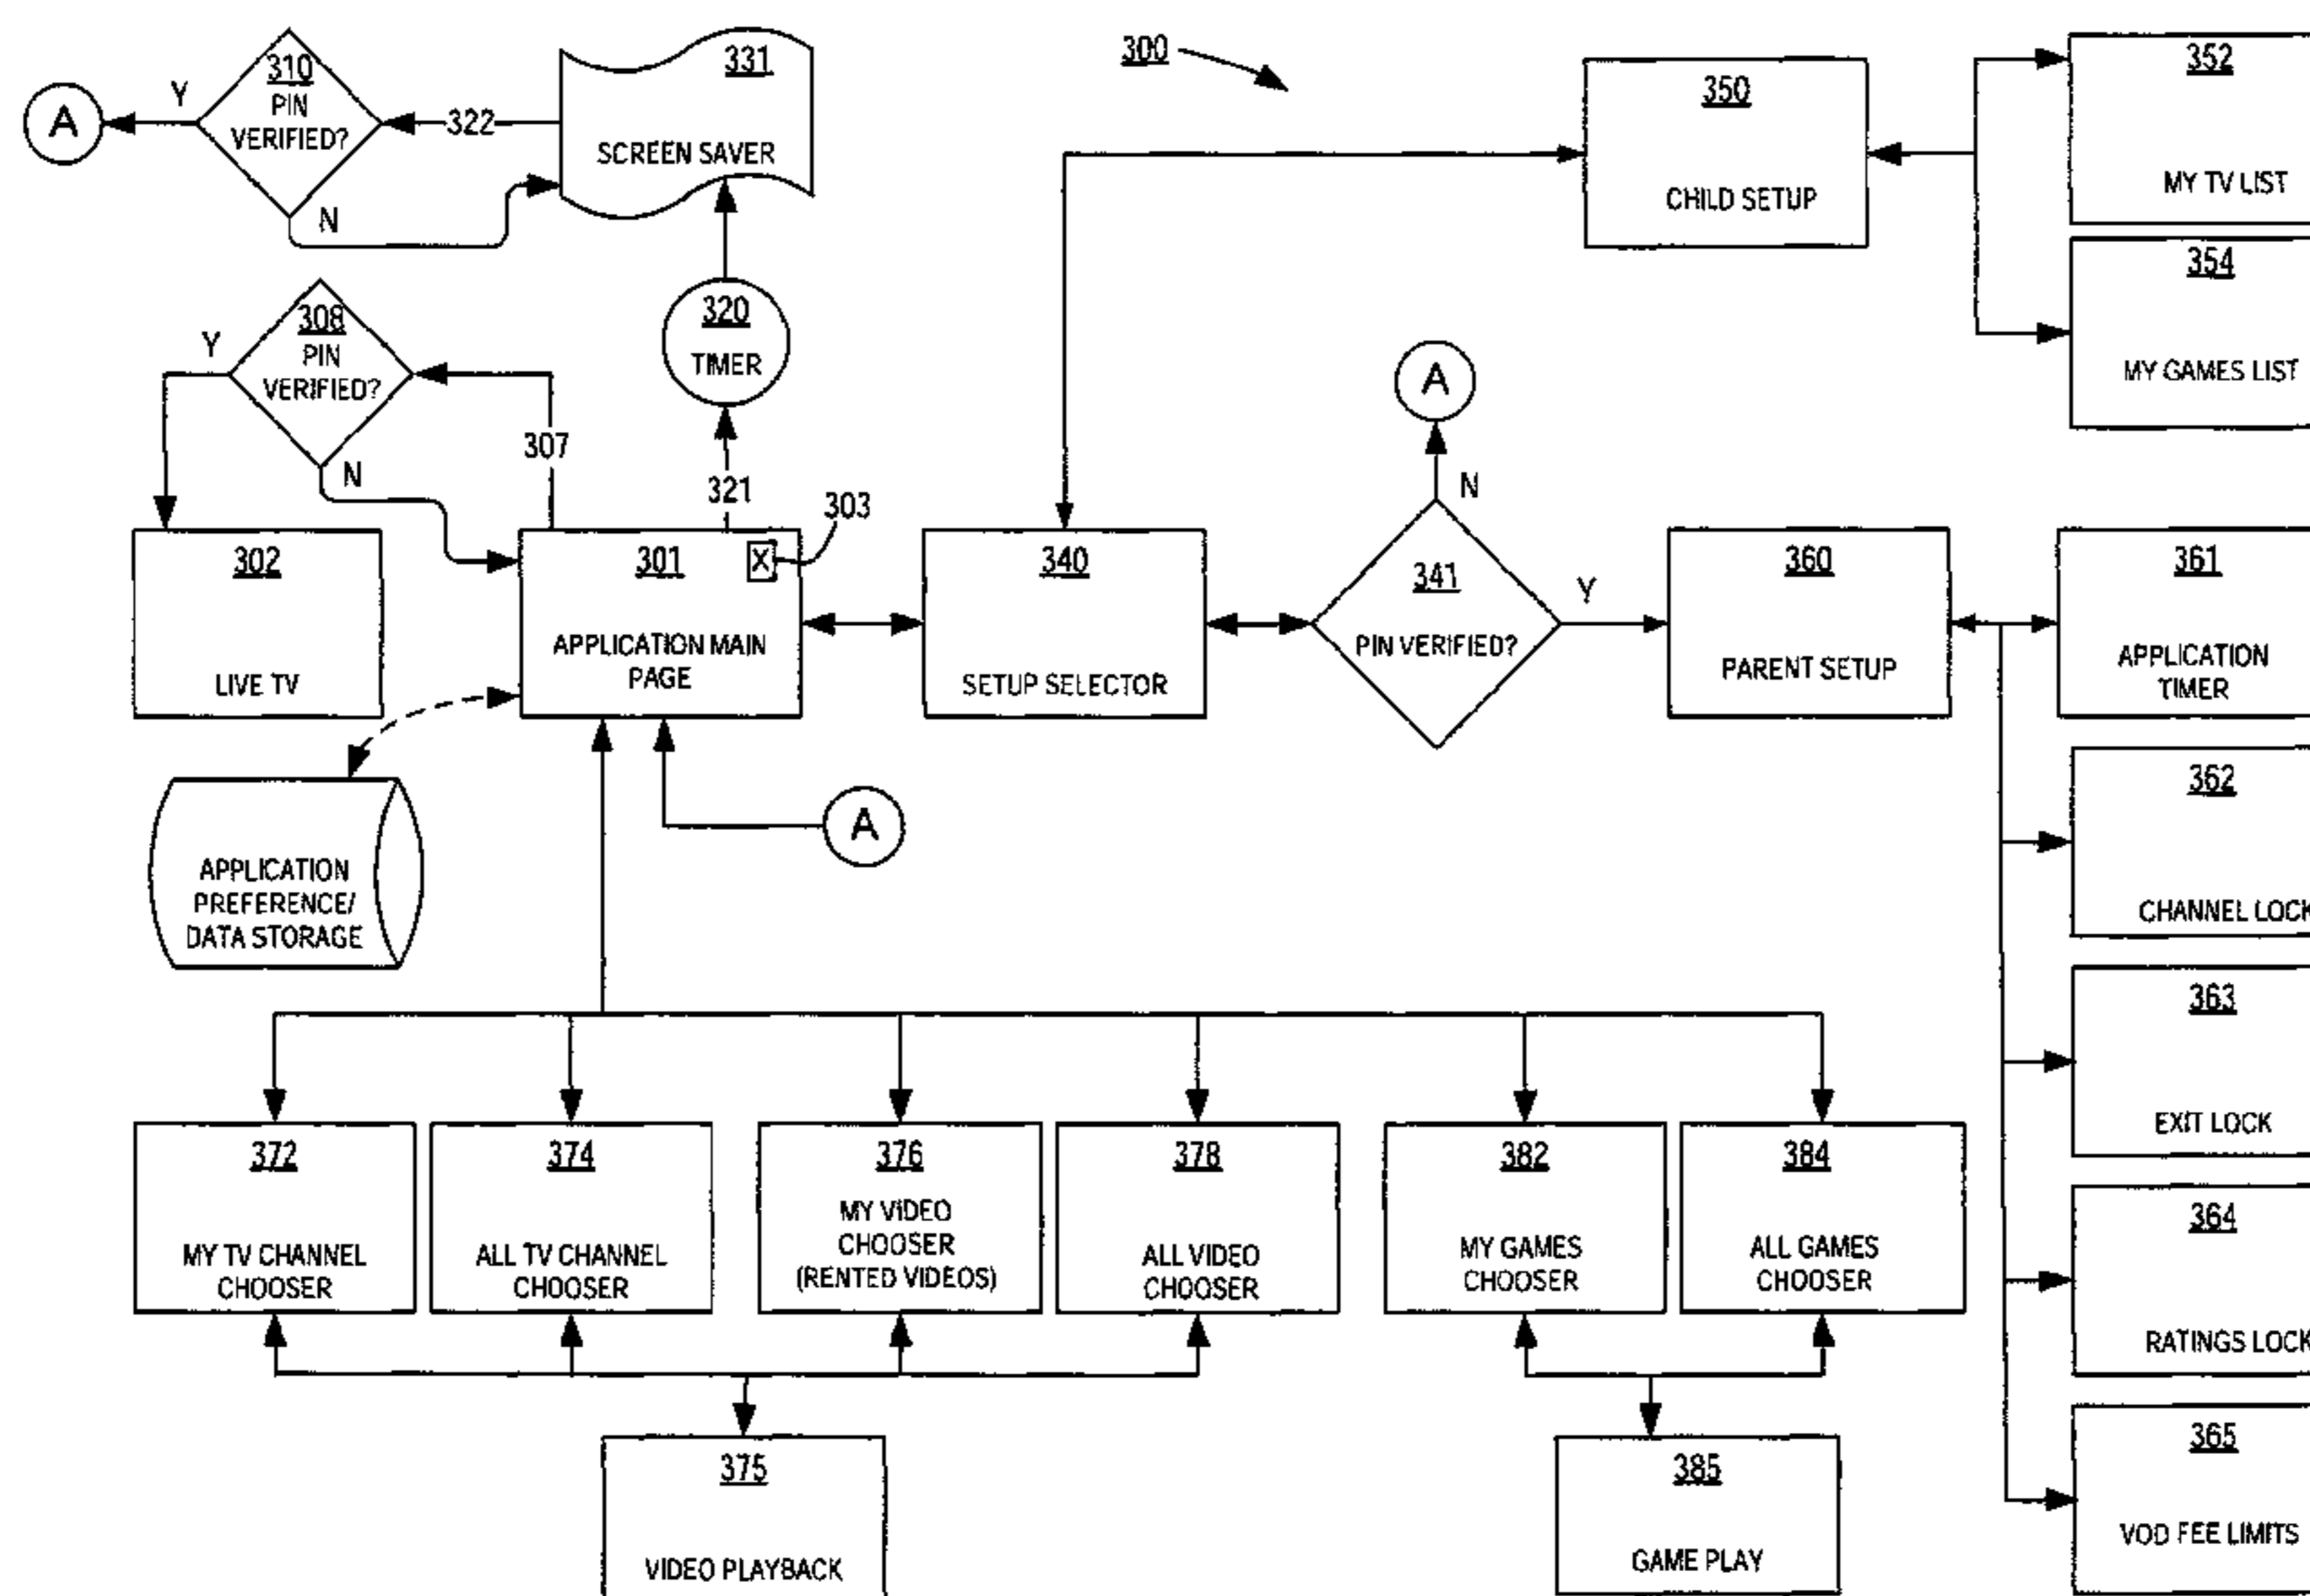 310
PIN
VERIFIED?
Y
A
N
322
331
SCREEN SAVER
300
350
CHILD SETUP
352
MY TV LIST
354
MY GAMES LIST
308
PIN
VERIFIED?
Y
N
307
320
TIMER
321
303
A
N
302
LIVE TV
301
X
APPLICATION MAIN
PAGE
340
SETUP SELECTOR
341
PIN VERIFIED?
Y
360
PARENT SETUP
361
APPLICATION
TIMER
APPLICATION
PREFERENCE/
DATA STORAGE
A
362
CHANNEL LOCK
363
EXIT LOCK
364
RATINGS LOCK
365
VOD FEE LIMITS
372
MY TV CHANNEL
CHOOSER
374
ALL TV CHANNEL
CHOOSER
376
MY VIDEO
CHOOSER
(RENTED VIDEOS)
378
ALL VIDEO
CHOOSER
382
MY GAMES
CHOOSER
384
ALL GAMES
CHOOSER
375
VIDEO PLAYBACK
385
GAME PLAY